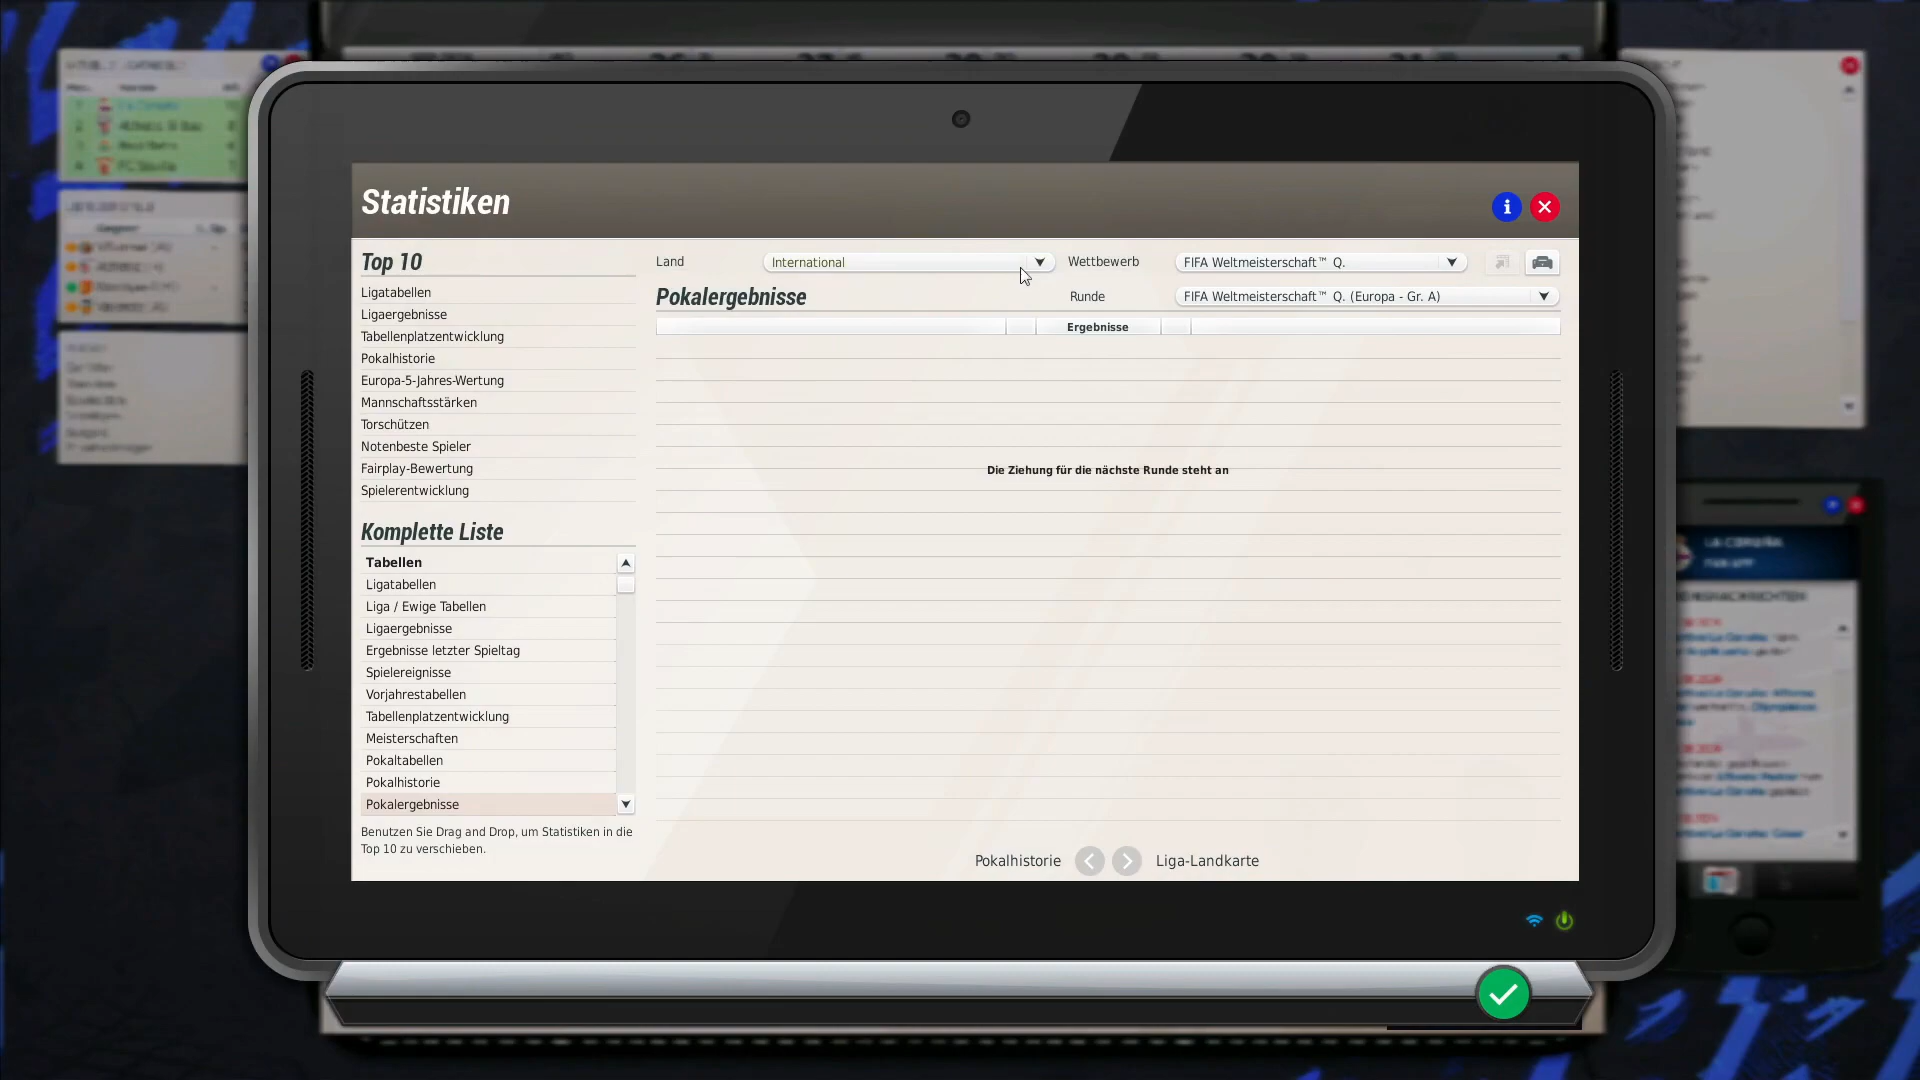 Statistiken
Top 10
Ligatabellen
Ligaergebnisse
Tabellenplatzentwicklung
Pokalhistorie
Europa-5-Jahres-Wertung
Mannschaftsstärken
Torschützen
Notenbeste Spieler
Fairplay-Bewertung
Spielerentwicklung
Komplette Liste
Tabellen
Ligatabellen
Liga / Ewige Tabellen
Ligaergebnisse
Ergebnisse letzter Spieltag
Spielereignisse
Vorjahrestabellen
Tabellenplatzentwicklung
Meisterschaften
Pokaltabellen
Pokalhistorie
Pokalergebnisse
Benutzen Sie Drag and Drop, um Statistiken in die
Top 10 zu verschieben.
Land
International
Wettbewerb
FIFA Weltmeisterschaft™ Q.
Pokalergebnisse
Runde
FIFA Weltmeisterschaft™ Q. (Europa - Gr. A)
Ergebnisse
Die Ziehung für die nächste Runde steht an
Pokalhistorie
Liga-Landkarte
LA CORUÑA